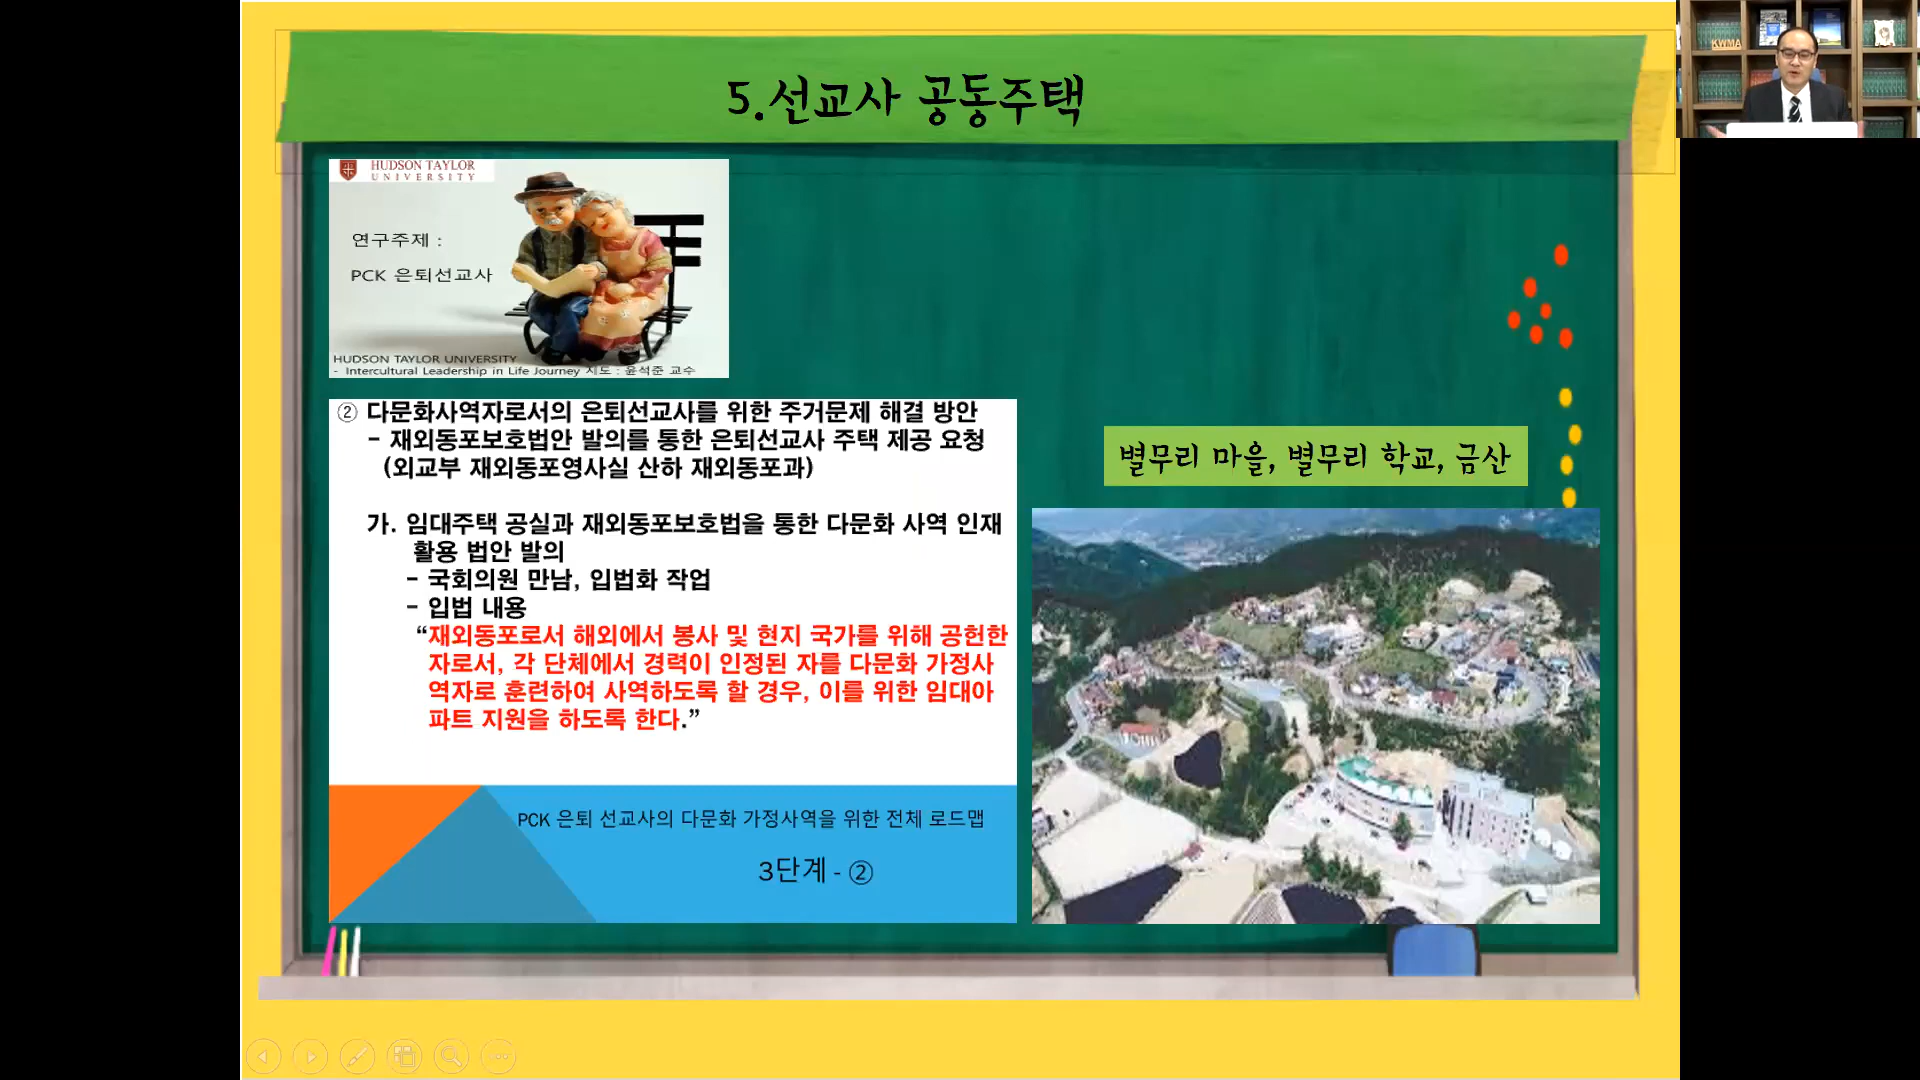 5.선교사 공동주택
KWMA
HUDSON TAYLOR
UNIVERSITY
연구주제 :
PCK 은퇴선교사
HUDSON TAYLOR UNIVERSITY
- Intercultural Leadership in Life Journey 지도 : 윤석준 교수
② 다문화사역자로서의 은퇴선교사를 위한 주거문제 해결 방안
- 재외동포보호법안 발의를 통한 은퇴선교사 주택 제공 요청
(외교부 재외동포영사실 산하 재외동포과)
가. 임대주택 공실과 재외동포보호법을 통한 다문화 사역 인재
활용 법안 발의
- 국회의원 만남, 입법화 작업
- 입법 내용
“재외동포로서 해외에서 봉사 및 현지 국가를 위해 공헌한
자로서, 각 단체에서 경력이 인정된 자를 다문화 가정사
역자로 훈련하여 사역하도록 할 경우, 이를 위한 임대아
파트 지원을 하도록 한다.”
PCK 은퇴 선교사의 다문화 가정사역을 위한 전체 로드맵
3단계 - ②
별무리 마을, 별무리 학교, 금산